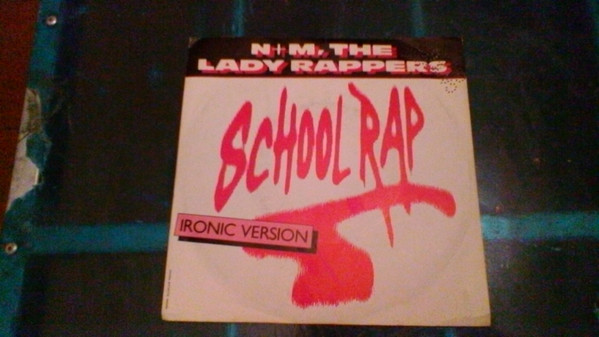 N+M, THE
LADY RAPPERS
SCHOOL RAP
IRONIC VERSION